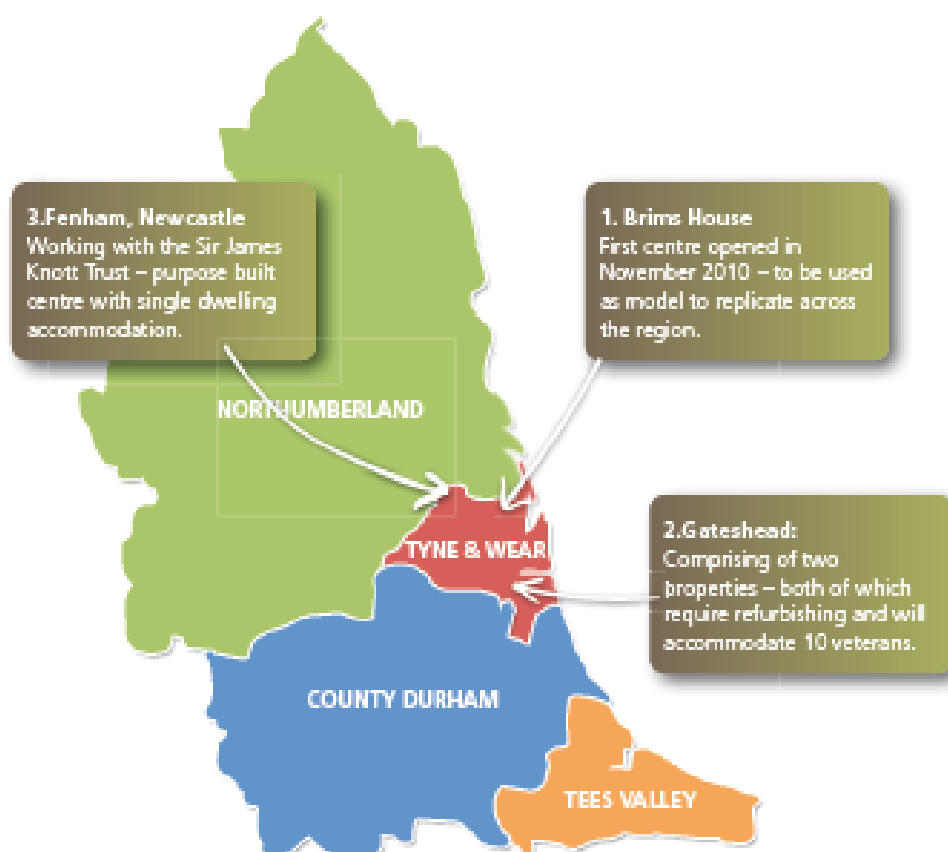 3.Fenham, Newcastle
Working with the Sir James
Knott Trust – purpose built
centre with single dwelling
accommodation.
1. Brims House
First centre opened in
November 2010 – to be used
as model to replicate across
the region.
NORTHUMBERLAND
2.Gateshead:
Comprising of two
properties – both of which
require refurbishing and will
accommodate 10 veterans.
TYNE & WEAR
COUNTY DURHAM
TEES VALLEY